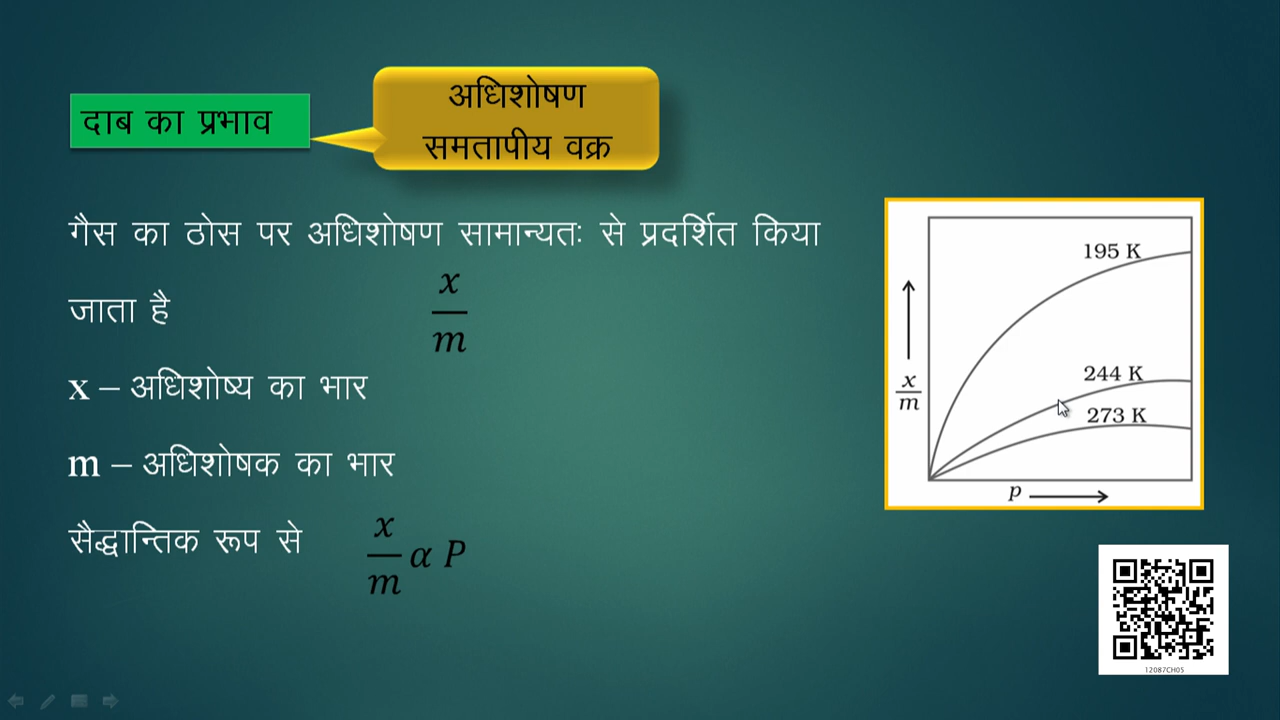 दाब का प्रभाव
अधिशोषण
समतापीय वक्र
गैस का ठोस पर अधिशोषण सामान्यतः से प्रदर्शित किया
जाता है x/m
x – अधिशोष्य का भार
m – अधिशोषक का भार
सैद्धान्तिक रूप से x/m α P
195 K
244 K
273 K
x/m
p
12087CH05